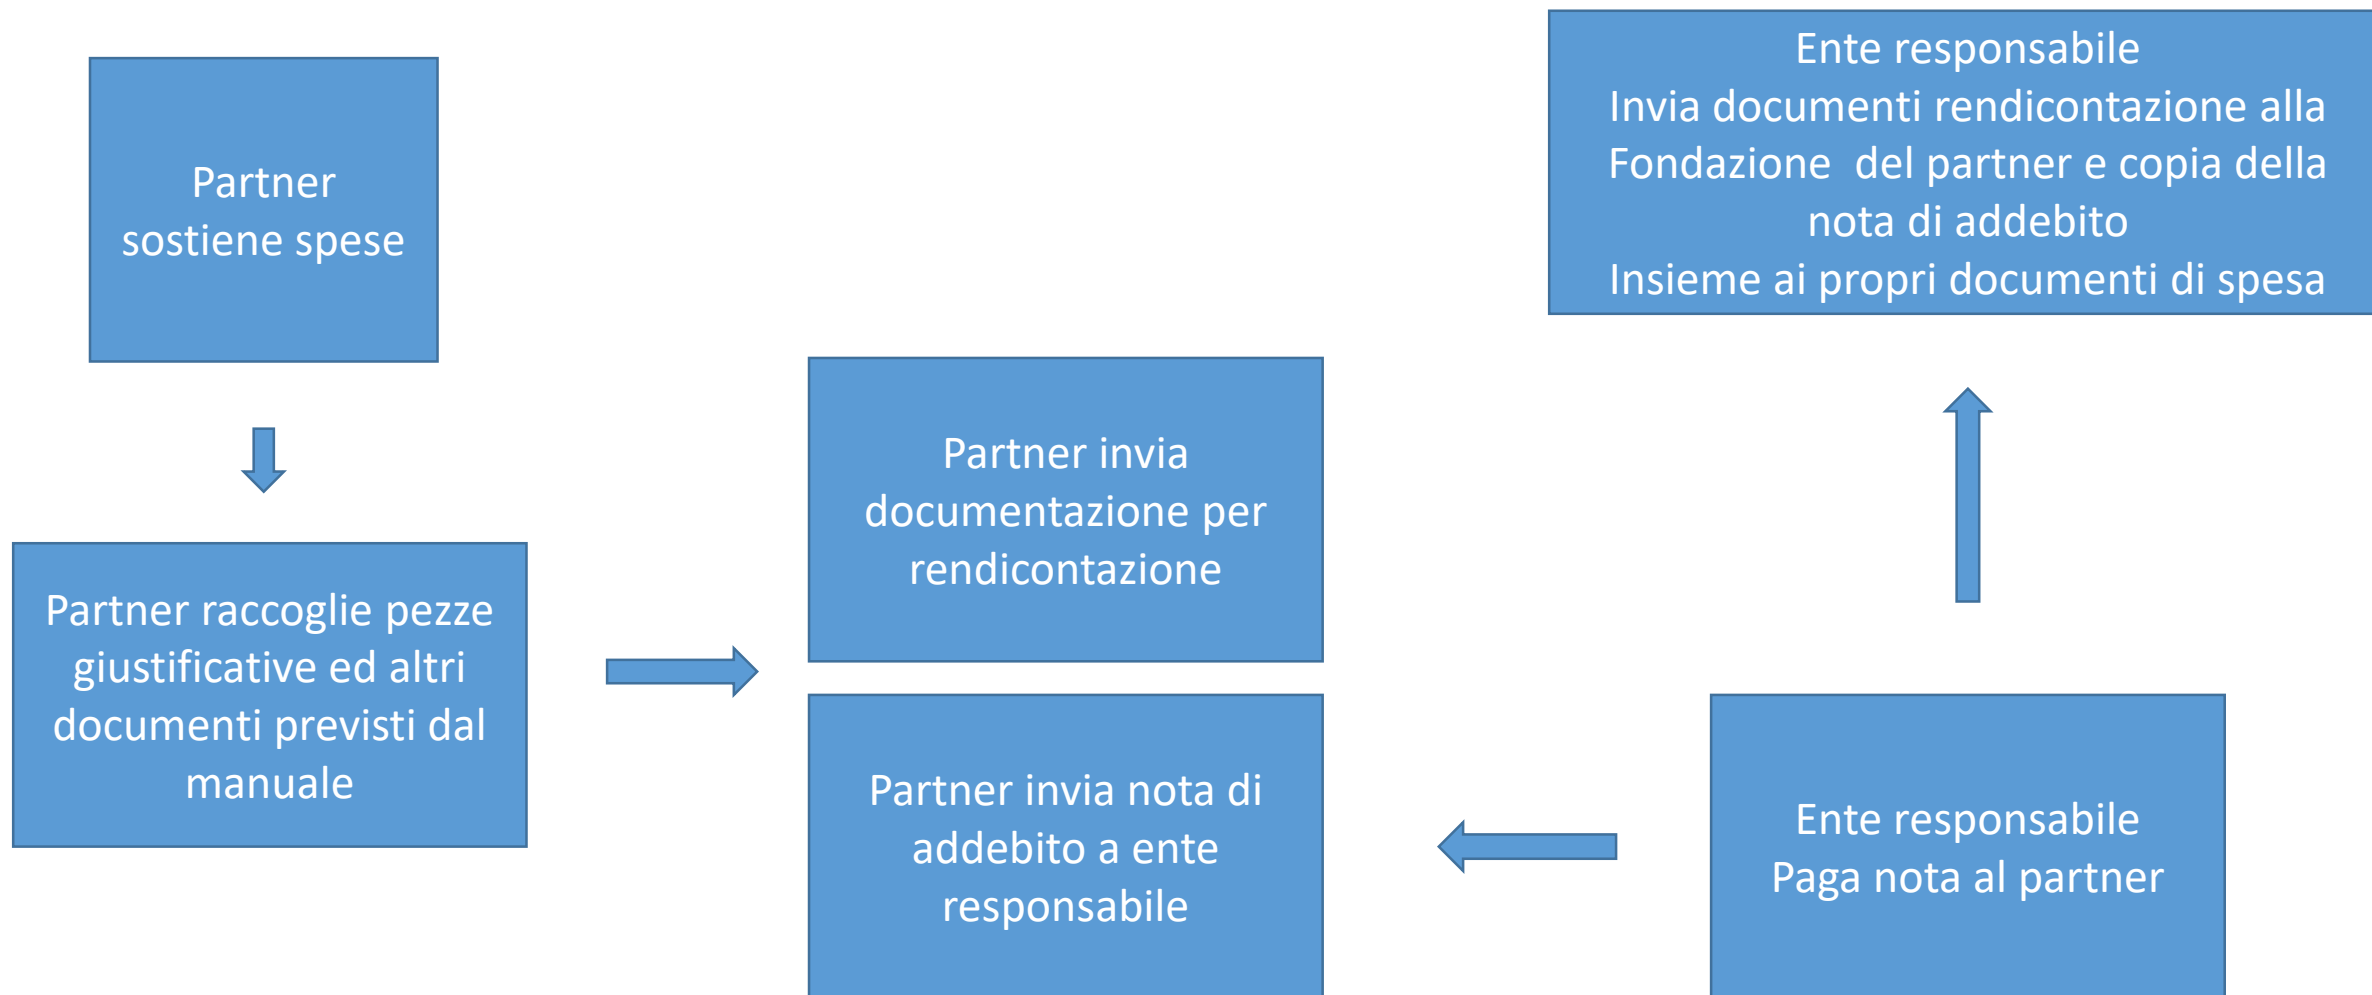 Partner
sostiene spese
Partner raccoglie pezze
giustificative ed altri
documenti previsti dal
manuale
Partner invia
documentazione per
rendicontazione
Partner invia nota di
addebito a ente
responsabile
Ente responsabile
Paga nota al partner
Ente responsabile
Invia documenti rendicontazione alla
Fondazione  del partner e copia della
nota di addebito
Insieme ai propri documenti di spesa